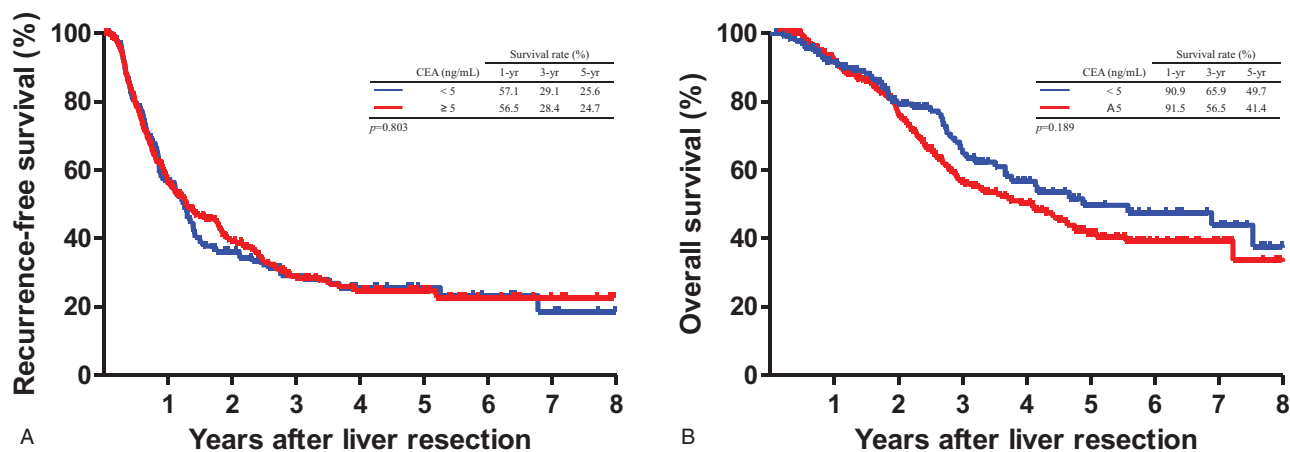 Recurrence-free survival (%)
100
80
60
40
20
0
1 2 3 4 5 6 7 8
Years after liver resection
A
Survival rate (%)
CEA (ng/mL) 1-yr 3-yr 5-yr
< 5 57.1 29.1 25.6
≥ 5 56.5 28.4 24.7
p=0.803
Overall survival (%)
100
80
60
40
20
0
1 2 3 4 5 6 7 8
Years after liver resection
B
Survival rate (%)
CEA (ng/mL) 1-yr 3-yr 5-yr
< 5 90.9 65.9 49.7
A 5 91.5 56.5 41.4
p=0.189